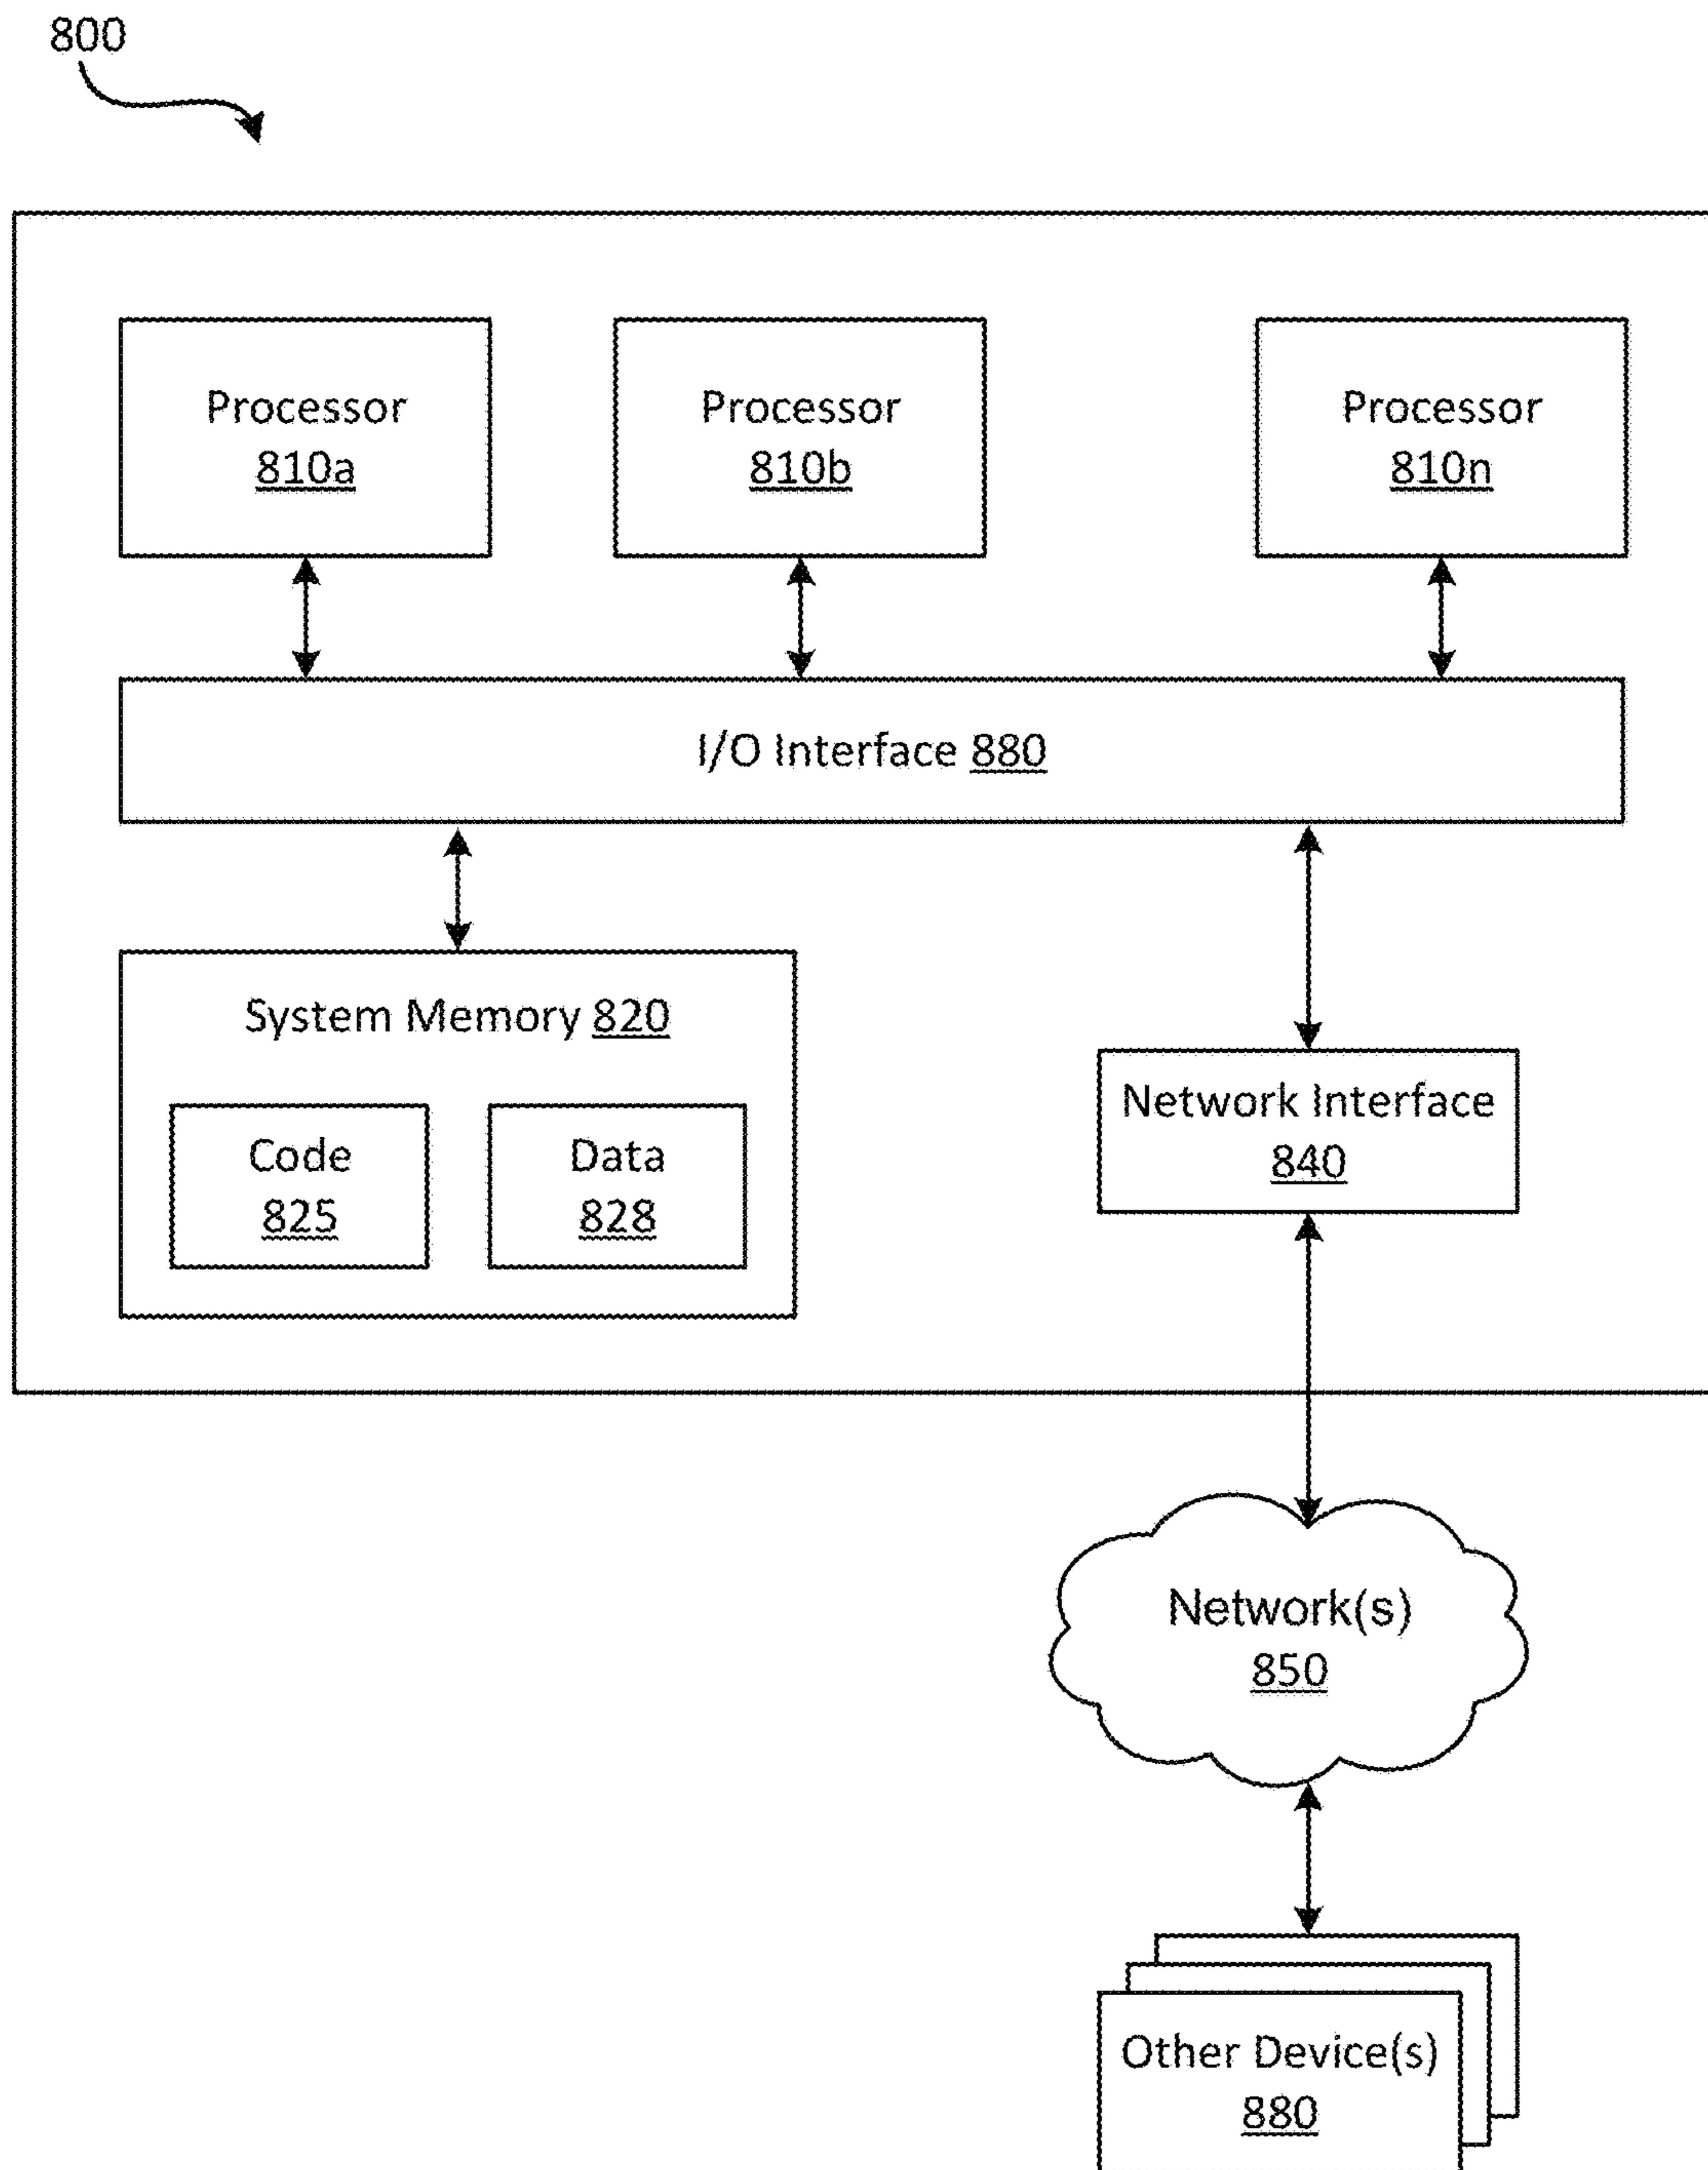 800
Processor
810a
Processor
810b
Processor
810n
I/O Interface 880
System Memory 820
Code
825
Data
828
Network Interface
840
Network(s)
850
Other Device(s)
880